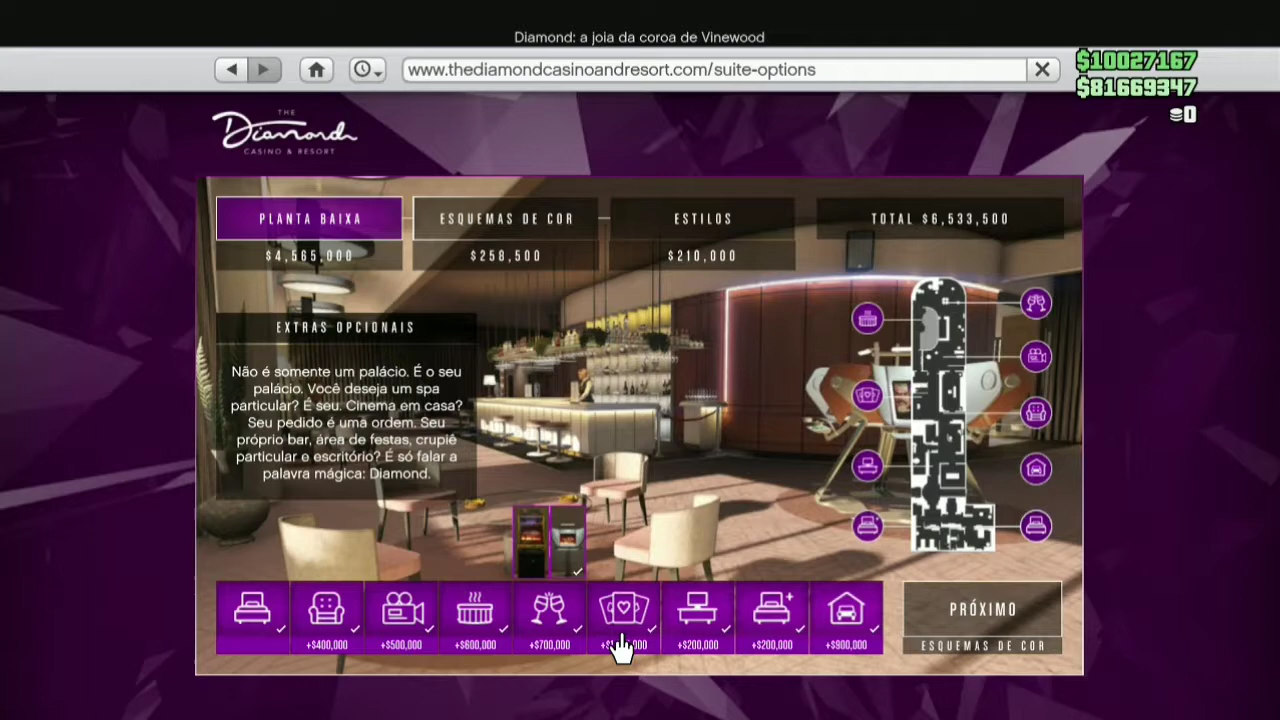 Diamond: a joia da coroa de Vinewood
www.thediamondcasinoandresort.com/suite-options
$10027167
$81669347
0
THE
Diamond
CASINO & RESORT
PLANTA BAIXA
ESQUEMAS DE COR
ESTILOS
TOTAL $6,533,500
$4,565,000
$258,500
$210,000
EXTRAS OPCIONAIS
Não é somente um palácio. É o seu
palácio. Você deseja um spa
particular? É seu. Cinema em casa?
Seu pedido é uma ordem. Seu
próprio bar, área de festas, crupiê
particular e escritório? É só falar a
palavra mágica: Diamond.
+$400,000
+$500,000
+$600,000
+$700,000
+$200,000
+$200,000
+$900,000
PRÓXIMO
ESQUEMAS DE COR